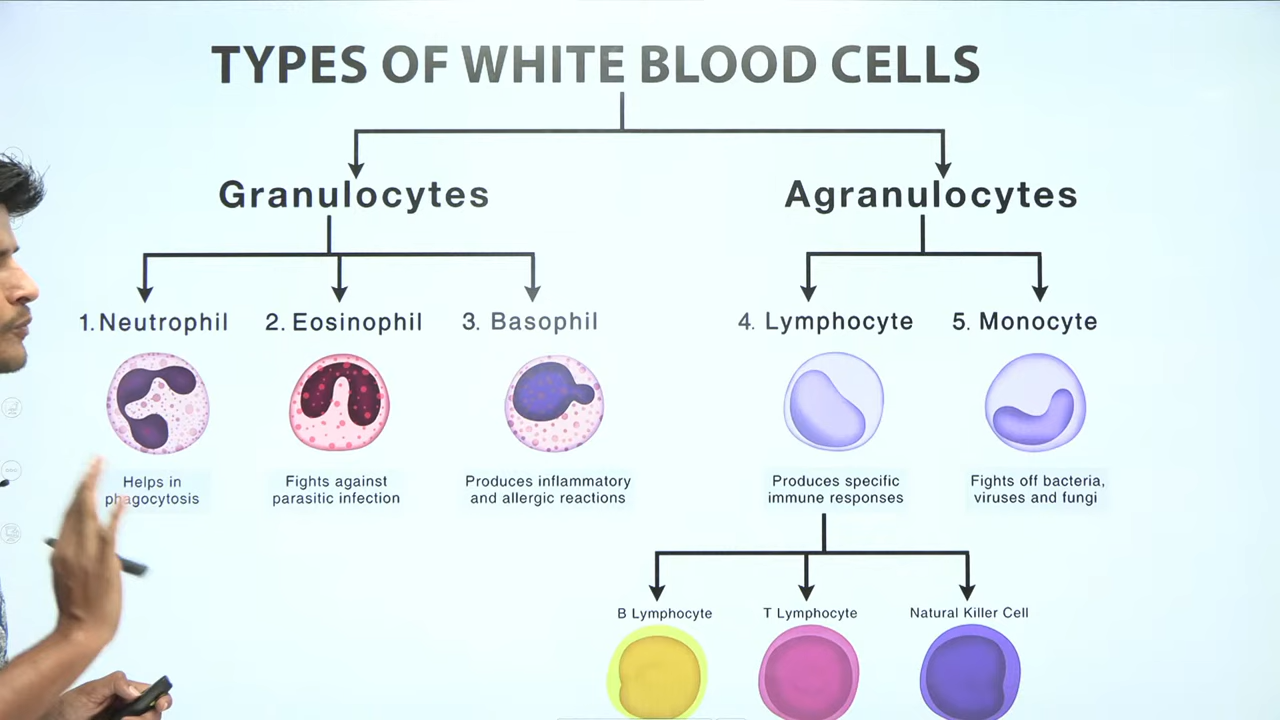 TYPES OF WHITE BLOOD CELLS
Granulocytes
Agranulocytes
1. Neutrophil
2. Eosinophil
3. Basophil
4. Lymphocyte
5. Monocyte
Helps in
phagocytosis
Fights against
parasitic infection
Produces inflammatory
and allergic reactions
Produces specific
immune responses
Fights off bacteria,
viruses and fungi
B Lymphocyte
T Lymphocyte
Natural Killer Cell